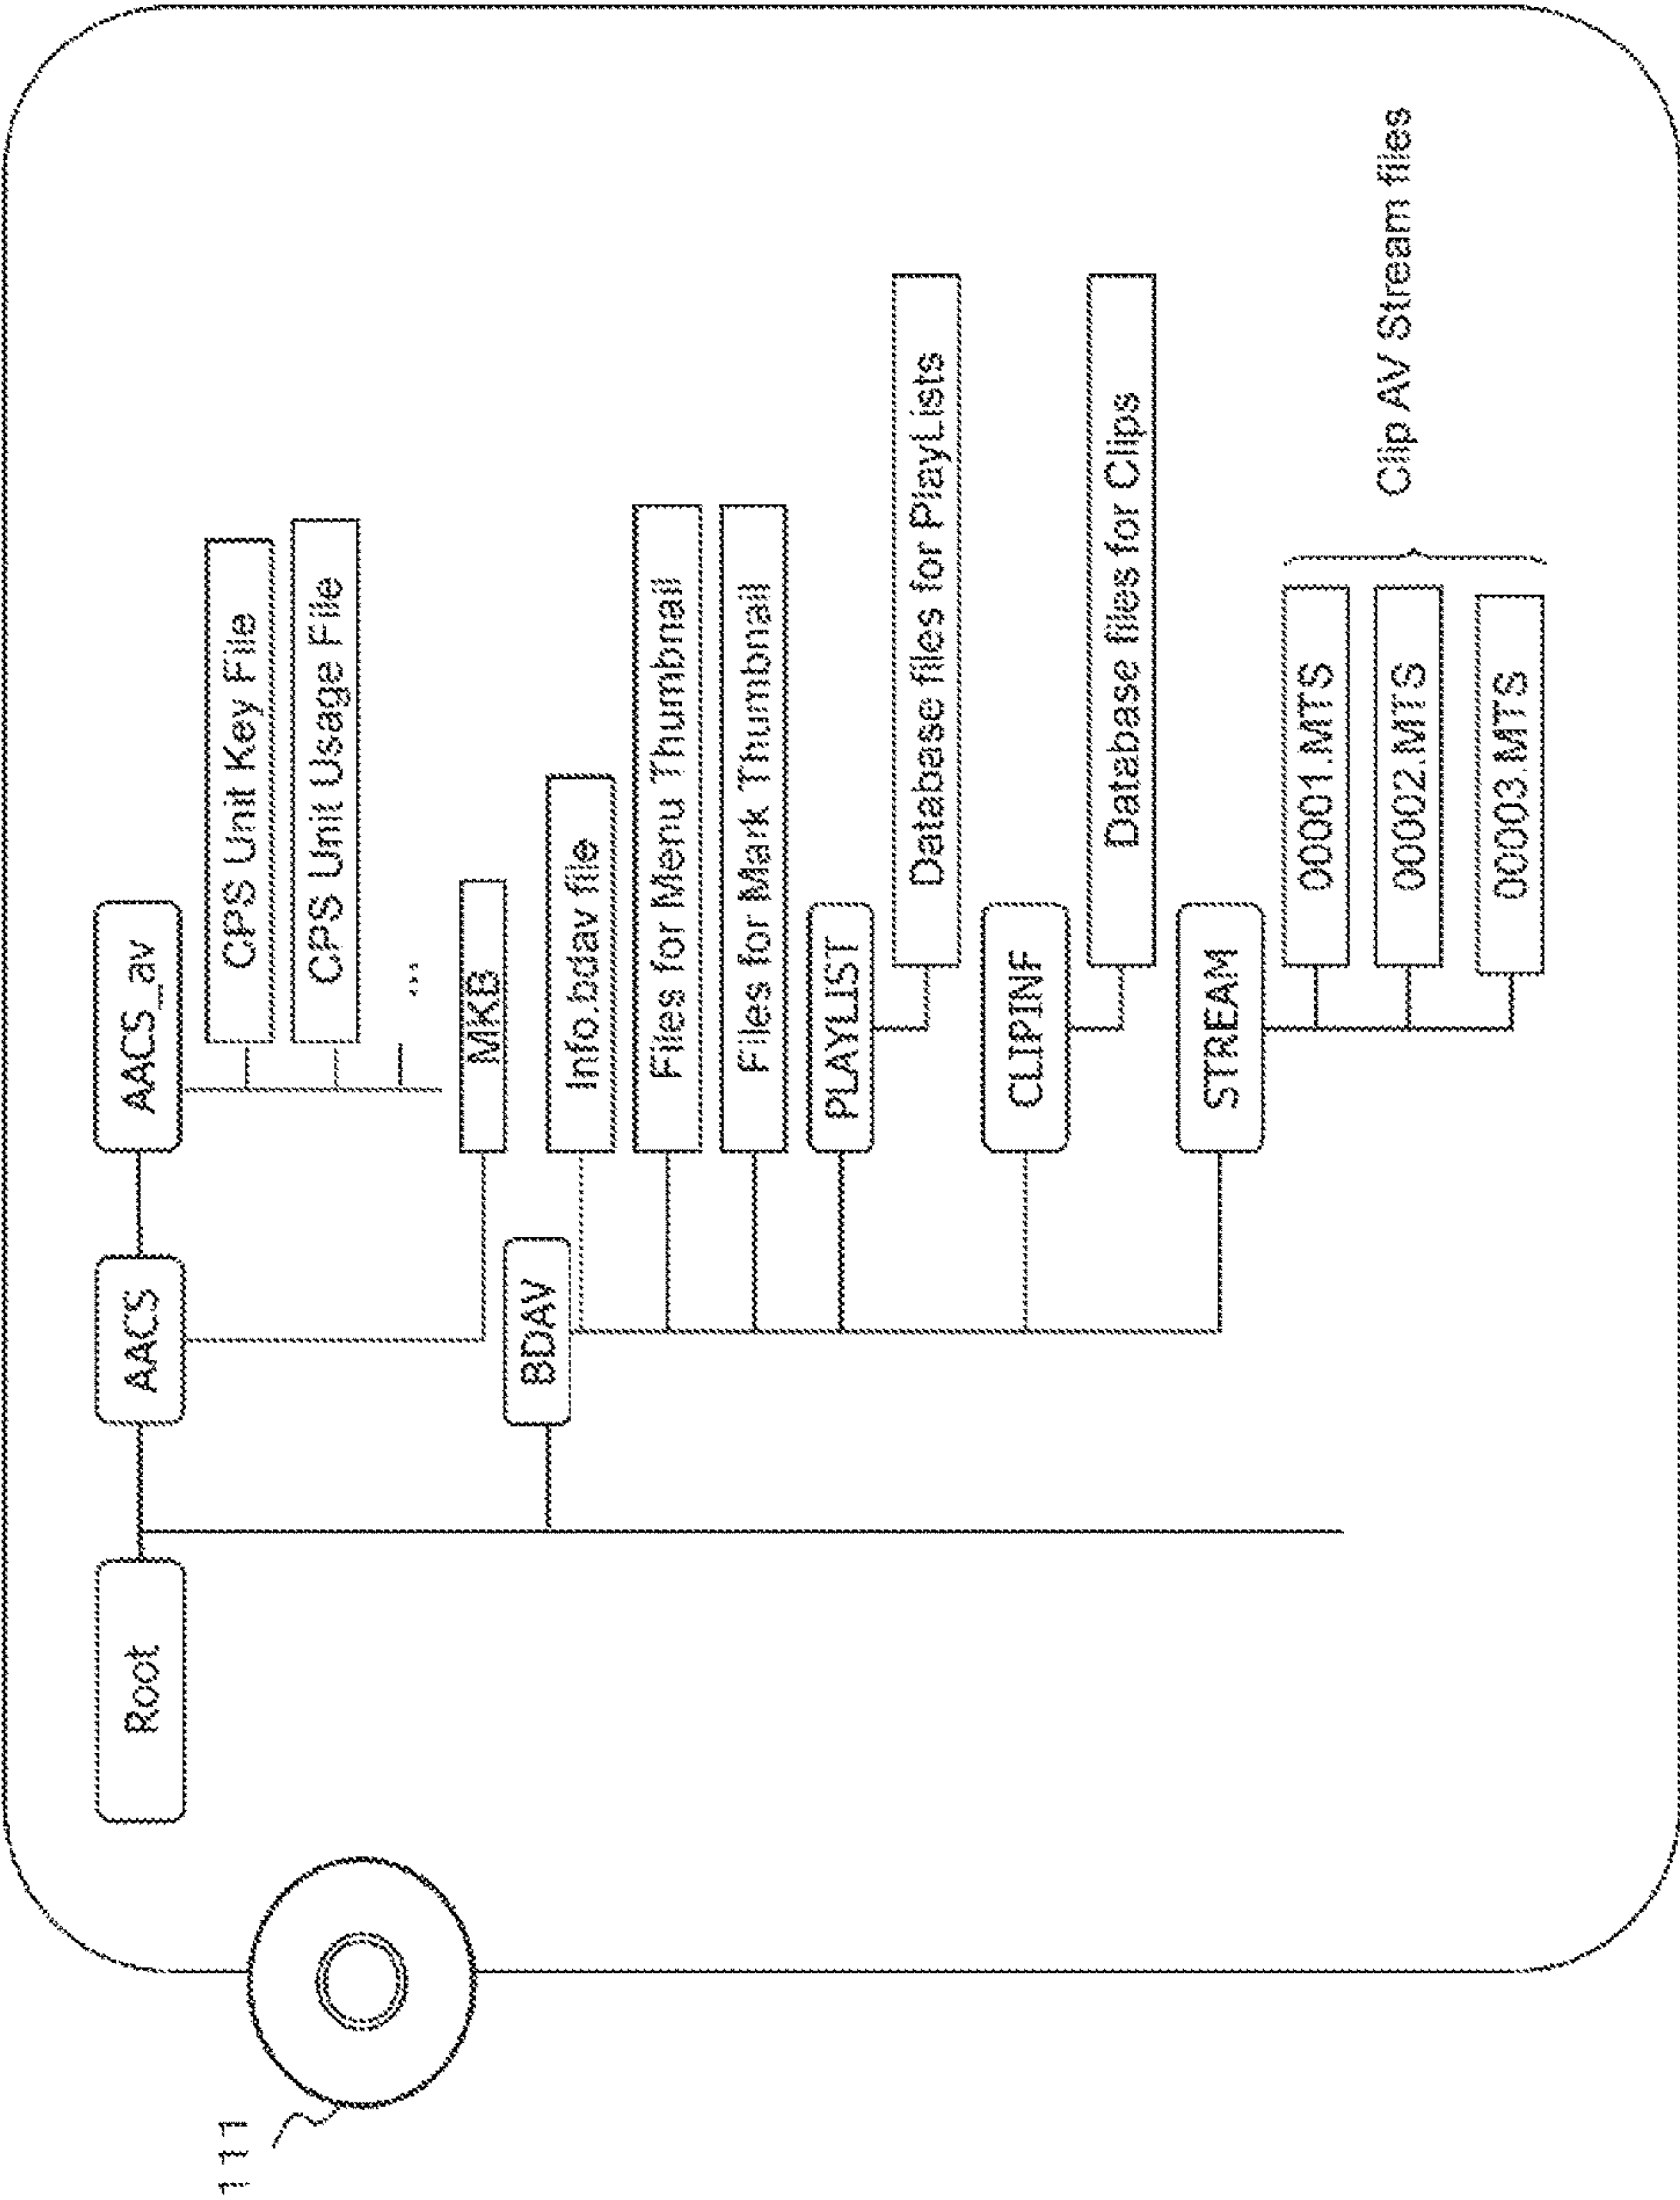 111
Root
AACS
AACS_av
CPS Unit Key File
CPS Unit Usage File
...
MKB
BDAV
Info.bdav file
Files for Menu Thumbnail
Files for Mark Thumbnail
PLAYLIST
Database files for PlayLists
CLIPINF
Database files for Clips
STREAM
00001.MTS
00002.MTS
00003.MTS
Clip AV Stream files